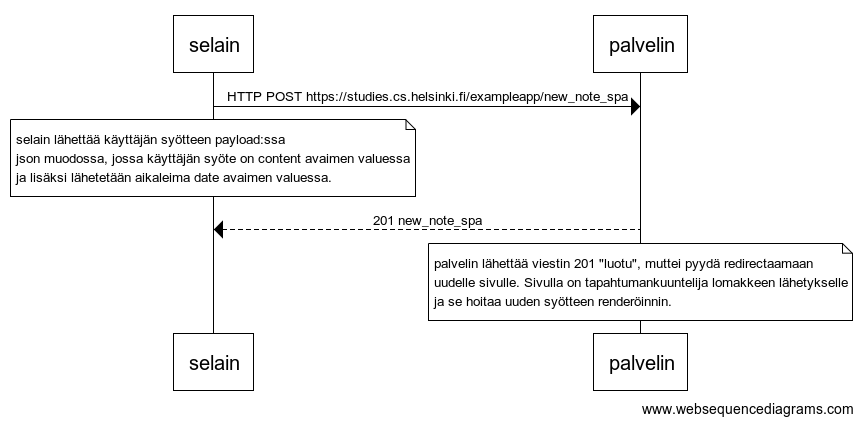 selain
palvelin
HTTP POST https://studies.cs.helsinki.fi/exampleapp/new_note_spa
selain lähettää käyttäjän syötteen payload:ssa
json muodossa, jossa käyttäjän syöte on content avaimen valuessa
ja lisäksi lähetetään aikaleima date avaimen valuessa.
201 new_note_spa
palvelin lähettää viestin 201 "luotu", muttei pyydä redirectaamaan
uudelle sivulle. Sivulla on tapahtumankuuntelija lomakkeen lähetykselle
ja se hoitaa uuden syötteen renderöinnin.
selain
palvelin
www.websequencediagrams.com